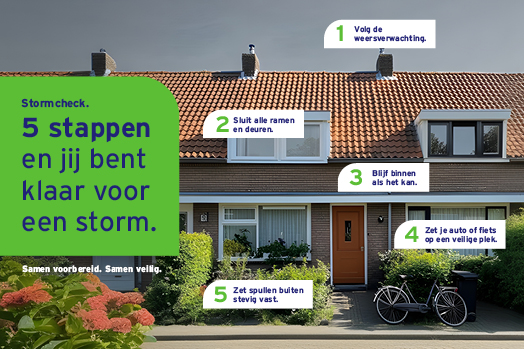 Stormcheck.
5 stappen
en jij bent
klaar voor
een storm.
Samen voorbereid. Samen veilig.
1 Volg de
weersverwachting.
2 Sluit alle ramen
en deuren.
3 Blijf binnen
als het kan.
4 Zet je auto of fiets
op een veilige plek.
5 Zet spullen buiten
stevig vast.